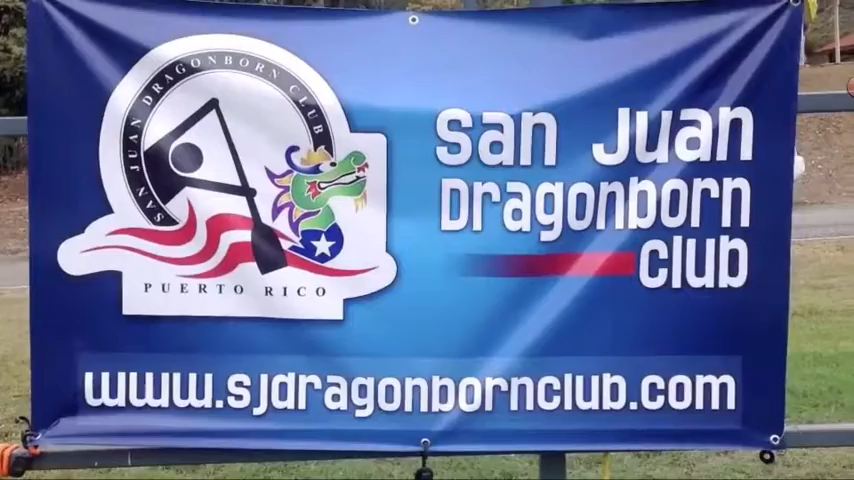 SAN JUAN DRAGONBORN CLUB
PUERTO RICO
San Juan
Dragonborn
club
www.sjdragonbornclub.com